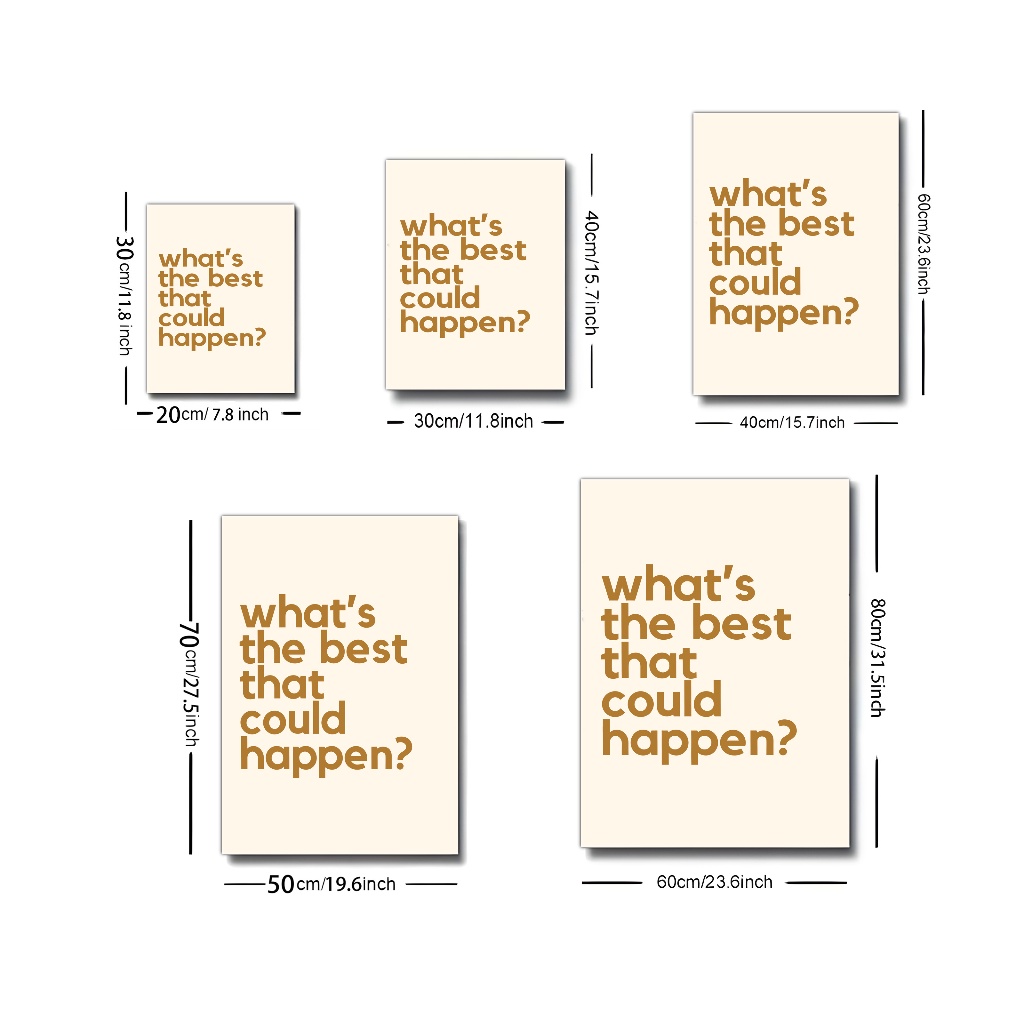 what's
the best
that
could
happen?
30cm/11.8 inch
20cm/ 7.8 inch
what's
the best
that
could
happen?
40cm/15.7inch
30cm/11.8inch
what's
the best
that
could
happen?
60cm/23.6inch
40cm/15.7inch
what's
the best
that
could
happen?
70cm/27.5inch
50cm/19.6inch
what's
the best
that
could
happen?
80cm/31.5inch
60cm/23.6inch